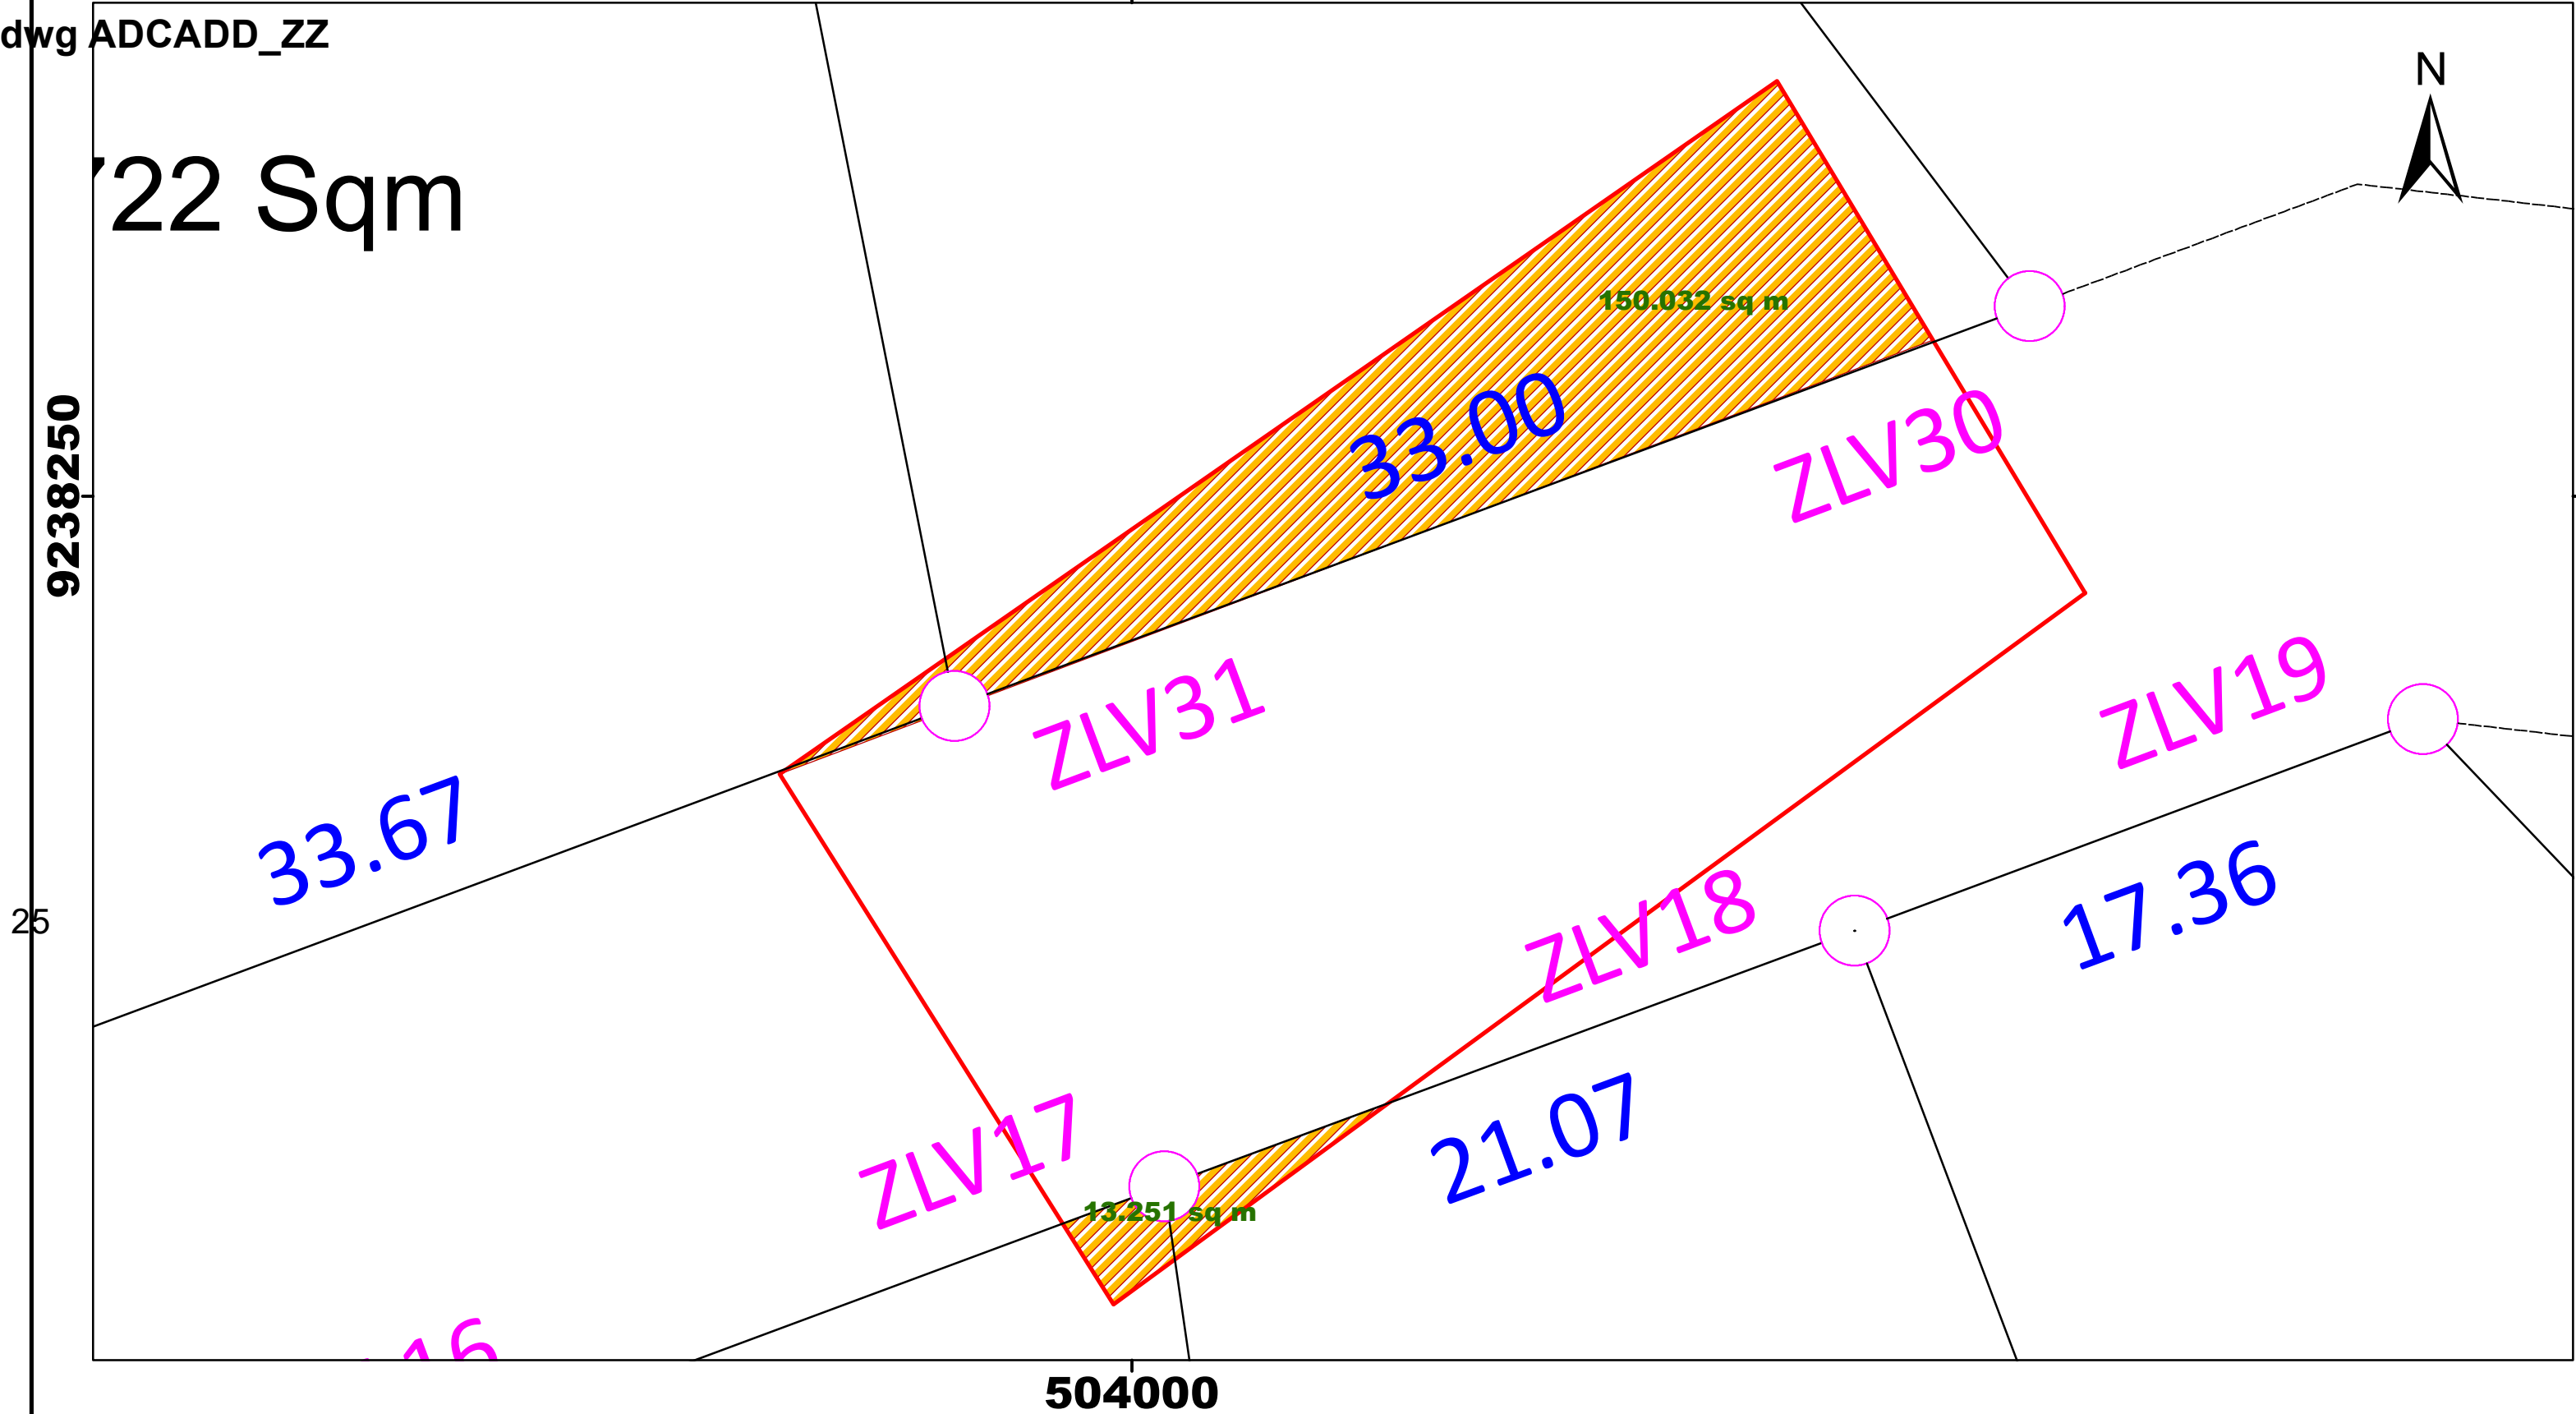 dwg ADCADD_ZZ
N
22 Sqm
150.032 sq m
33.00
ZLV30
9238250
ZLV31
ZLV19
33.67
ZLV18
17.36
25
21.07
ZLV17
13.251 sq m
16
504000